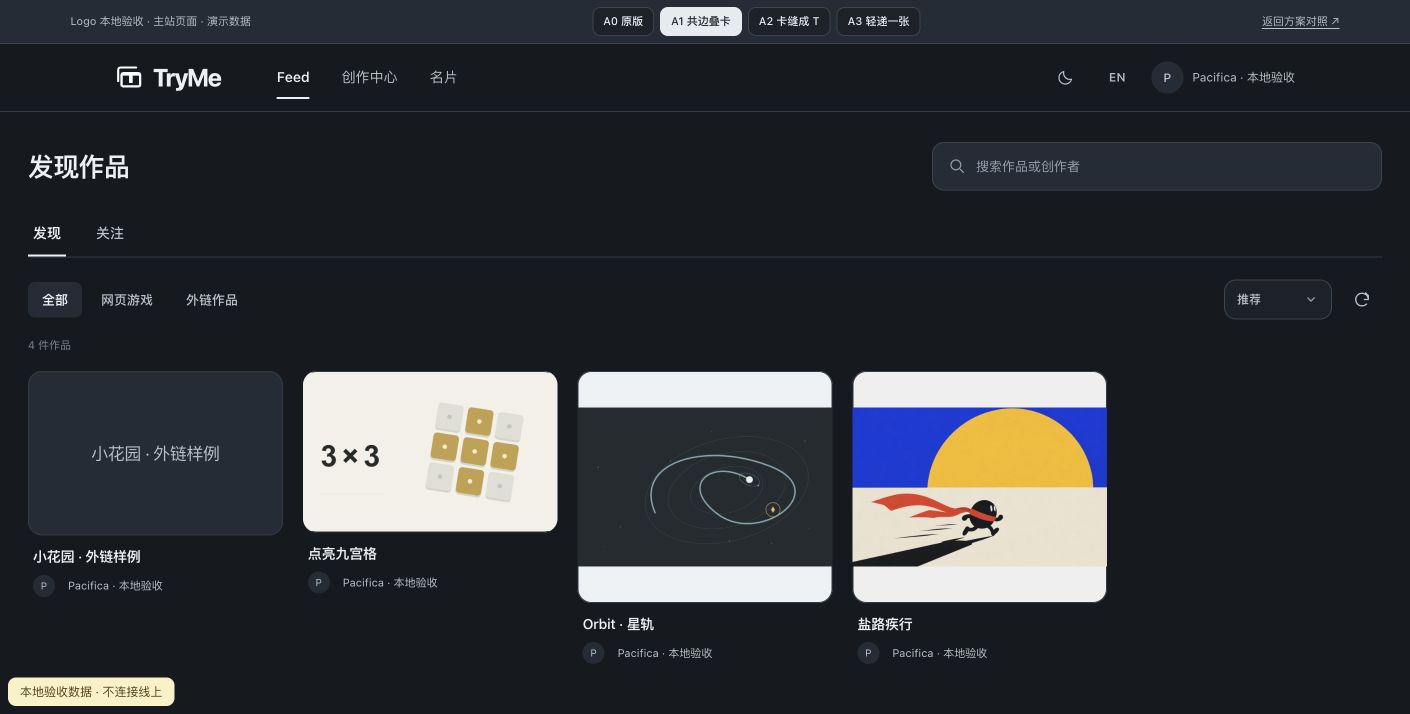 Logo 本地验收 · 主站页面 · 演示数据
A0 原版
A1 共边叠卡
A2 卡缝成 T
A3 轻递一张
返回方案对照 ↗
TryMe
Feed
创作中心
名片
EN
P
Pacifica · 本地验收
发现作品
搜索作品或创作者
发现
关注
全部
网页游戏
外链作品
推荐
4 件作品
小花园 · 外链样例
3×3
小花园 · 外链样例
P
Pacifica · 本地验收
点亮九宫格
P
Pacifica · 本地验收
Orbit · 星轨
P
Pacifica · 本地验收
盐路疾行
P
Pacifica · 本地验收
本地验收数据 · 不连接线上